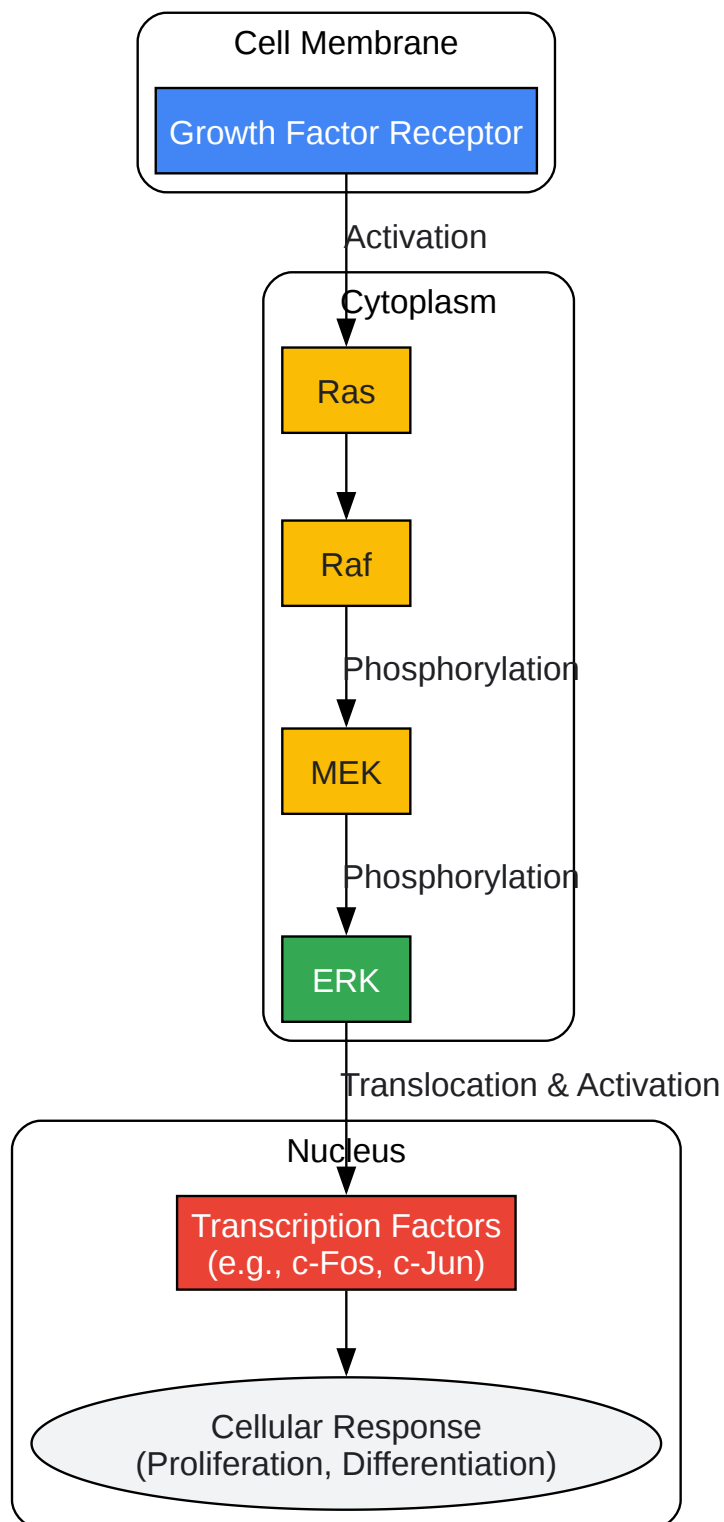 Cell Membrane
Growth Factor Receptor
Activation
Cytoplasm
Ras
Raf
Phosphorylation
MEK
Phosphorylation
ERK
Translocation & Activation
Nucleus
Transcription Factors
(e.g., c-Fos, c-Jun)
Cellular Response
(Proliferation, Differentiation)